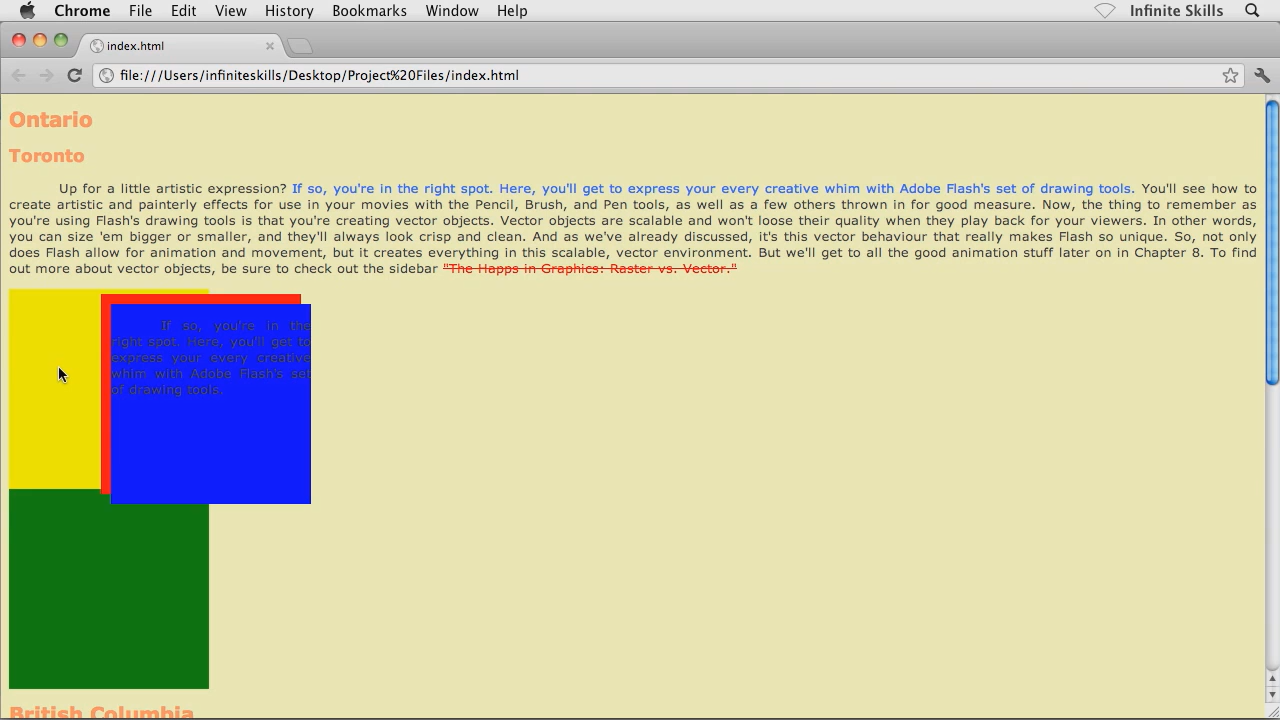 Chrome File Edit View History Bookmarks Window Help Infinite Skills
index.html
file:///Users/infiniteskills/Desktop/Project%20Files/index.html
Ontario
Toronto
Up for a little artistic expression? If so, you're in the right spot. Here, you'll get to express your every creative whim with Adobe Flash's set of drawing tools. You'll see how to
create artistic and painterly effects for use in your movies with the Pencil, Brush, and Pen tools, as well as a few others thrown in for good measure. Now, the thing to remember as
you're using Flash's drawing tools is that you're creating vector objects. Vector objects are scalable and won't loose their quality when they play back for your viewers. In other words,
you can size 'em bigger or smaller, and they'll always look crisp and clean. And as we've already discussed, it's this vector behaviour that really makes Flash so unique. So, not only
does Flash allow for animation and movement, but it creates everything in this scalable, vector environment. But we'll get to all the good animation stuff later on in Chapter 8. To find
out more about vector objects, be sure to check out the sidebar "The Happs in Graphics: Raster vs. Vector."
If so, you're in the
right spot. Here, you'll get to
express your every creative
whim with Adobe Flash's set
of drawing tools.
British Columbia